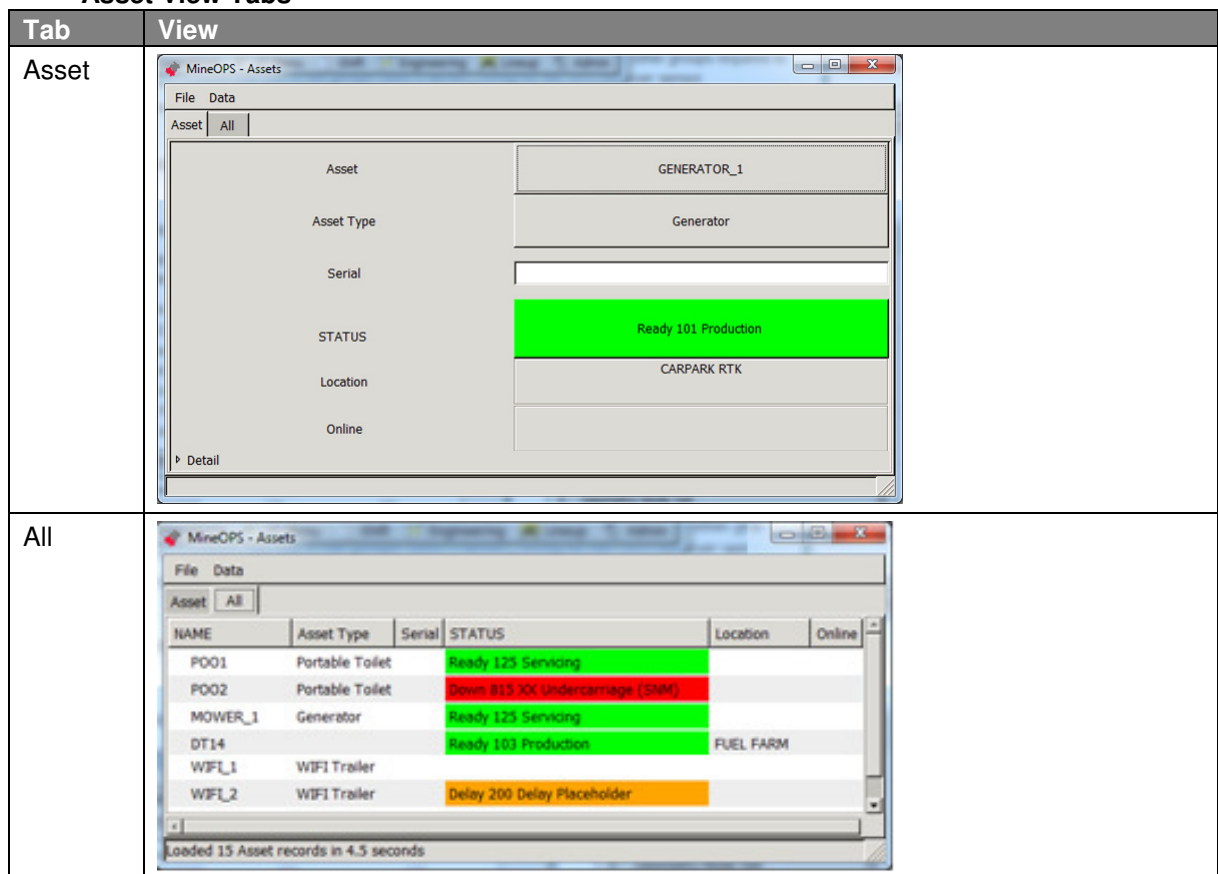 Asset View Tabs
Tab View
Asset
MineOPS - Assets
File Data
Asset All
Asset GENERATOR_1
Asset Type Generator
Serial
STATUS Ready 101 Production
Location CARPARK RTK
Online
Detail
All
MineOPS - Assets
File Data
Asset All
NAME Asset Type Serial STATUS Location Online
POO1 Portable Toilet Ready 125 Servicing
POO2 Portable Toilet Down 815 XX Undercarriage (SNM)
MOWER_1 Generator Ready 125 Servicing
DT14 Ready 103 Production FUEL FARM
WIFI_1 WIFI Trailer
WIFI_2 WIFI Trailer Delay 200 Delay Placeholder
Loaded 15 Asset records in 4.5 seconds